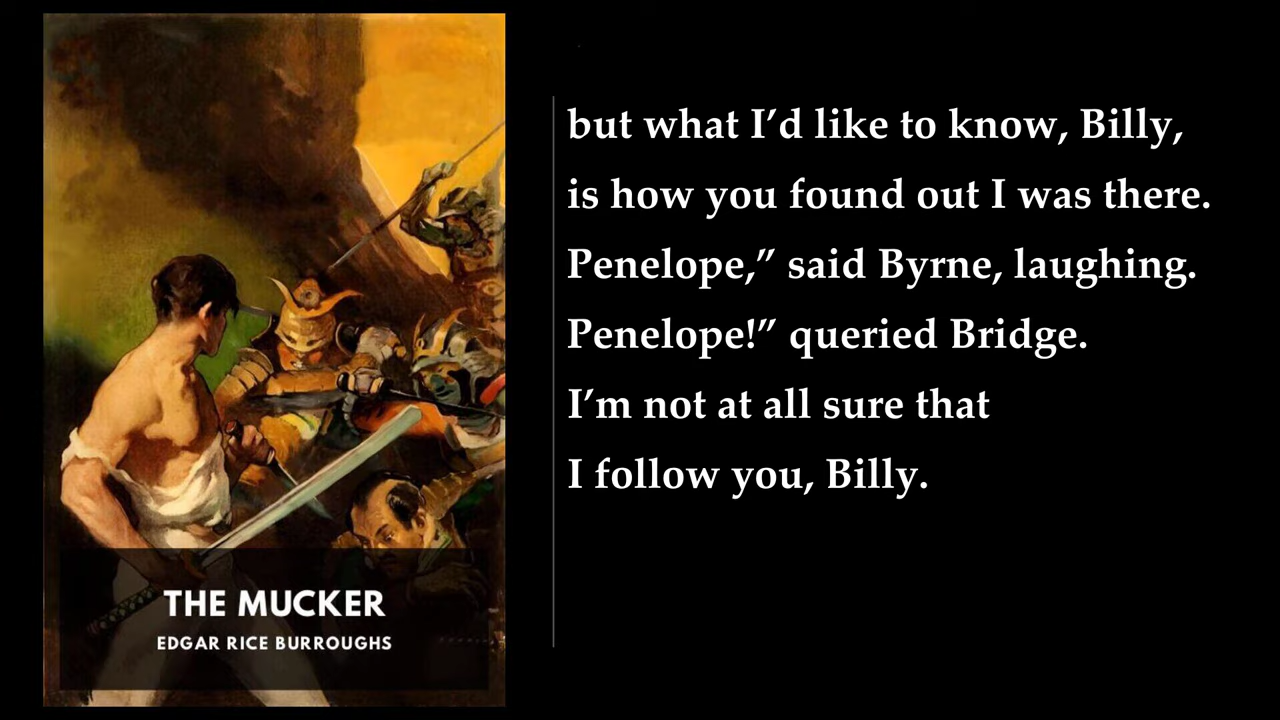 THE MUCKER
EDGAR RICE BURROUGHS
but what I’d like to know, Billy,
is how you found out I was there.
Penelope,” said Byrne, laughing.
Penelope!” queried Bridge.
I’m not at all sure that
I follow you, Billy.